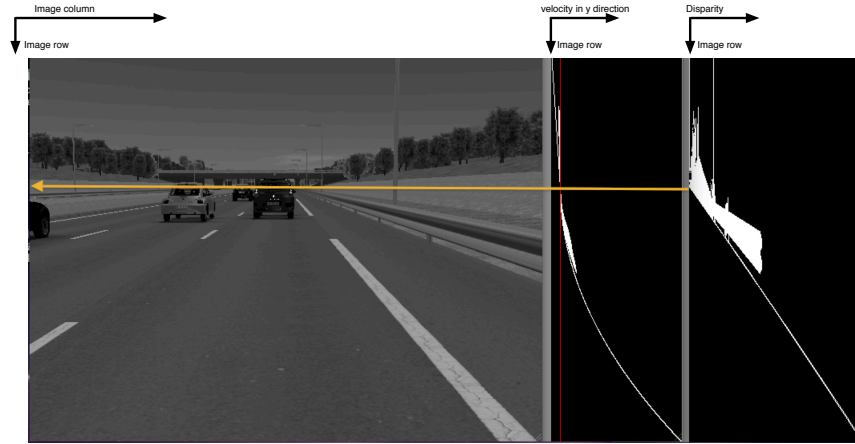 Image column
velocity in y direction
Disparity
Image row
Image row
Image row